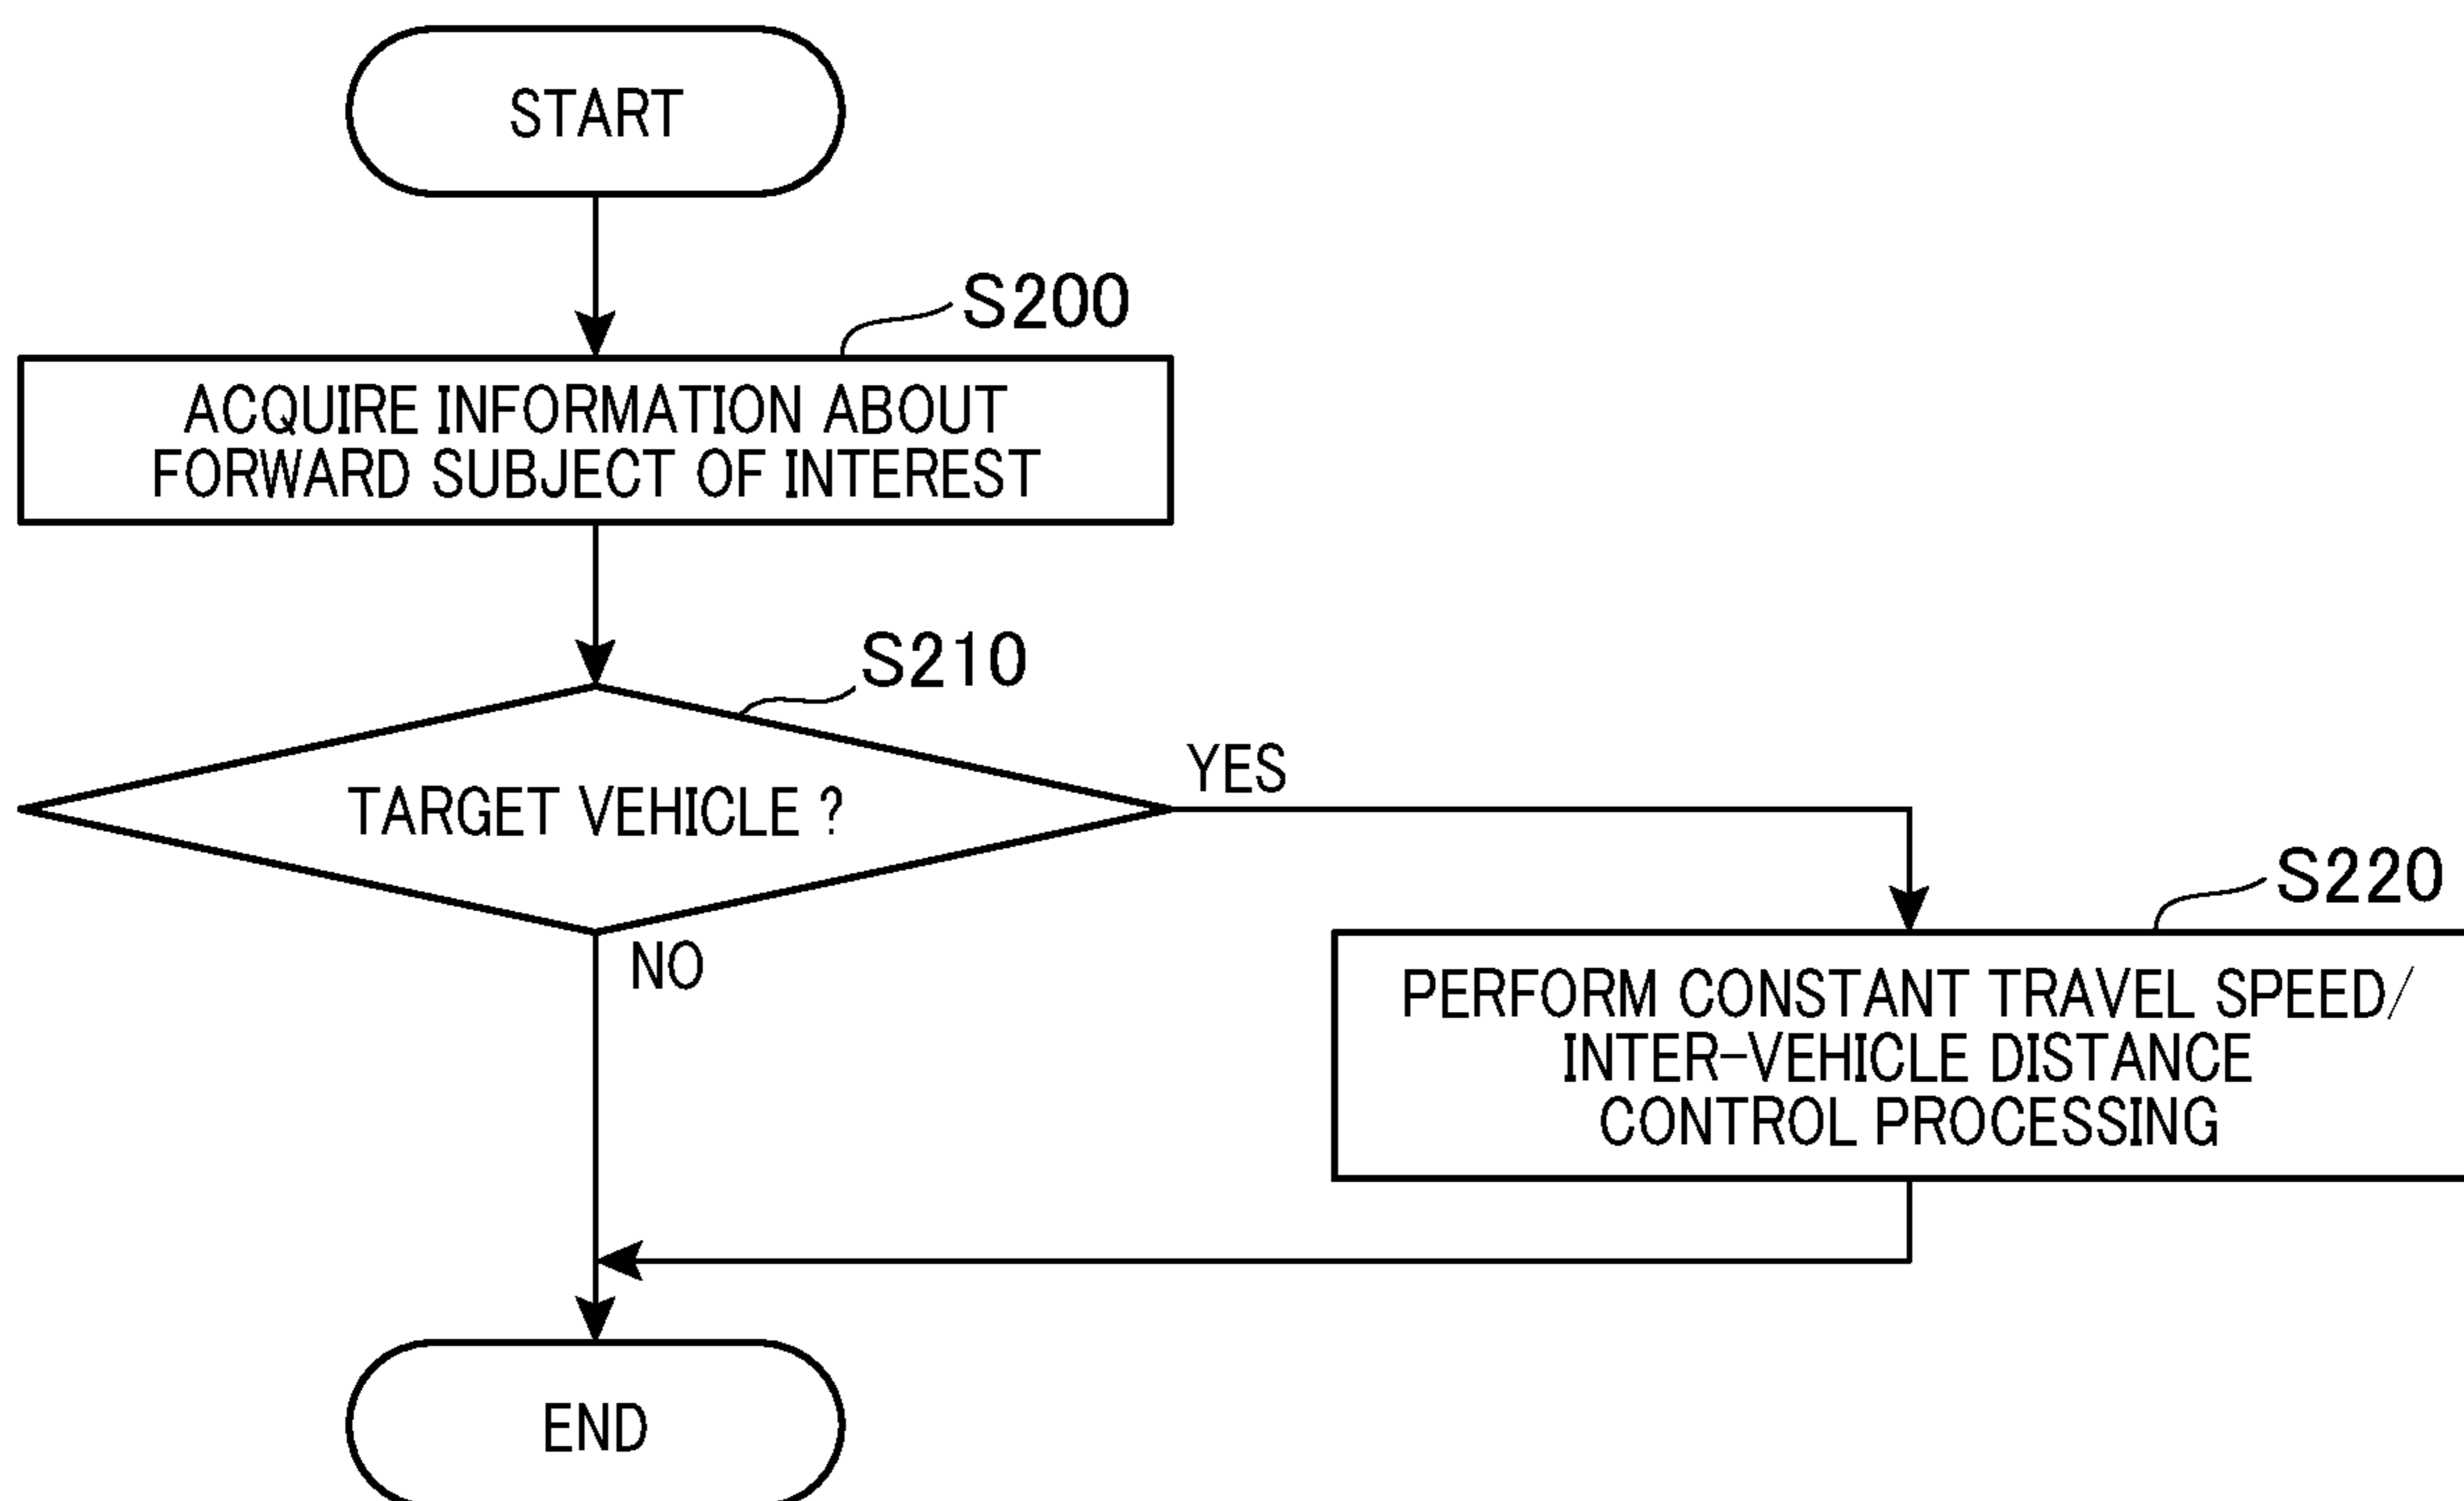 START
S200
ACQUIRE INFORMATION ABOUT
FORWARD SUBJECT OF INTEREST
S210
TARGET VEHICLE ?
YES
NO
S220
PERFORM CONSTANT TRAVEL SPEED/
INTER-VEHICLE DISTANCE
CONTROL PROCESSING
END